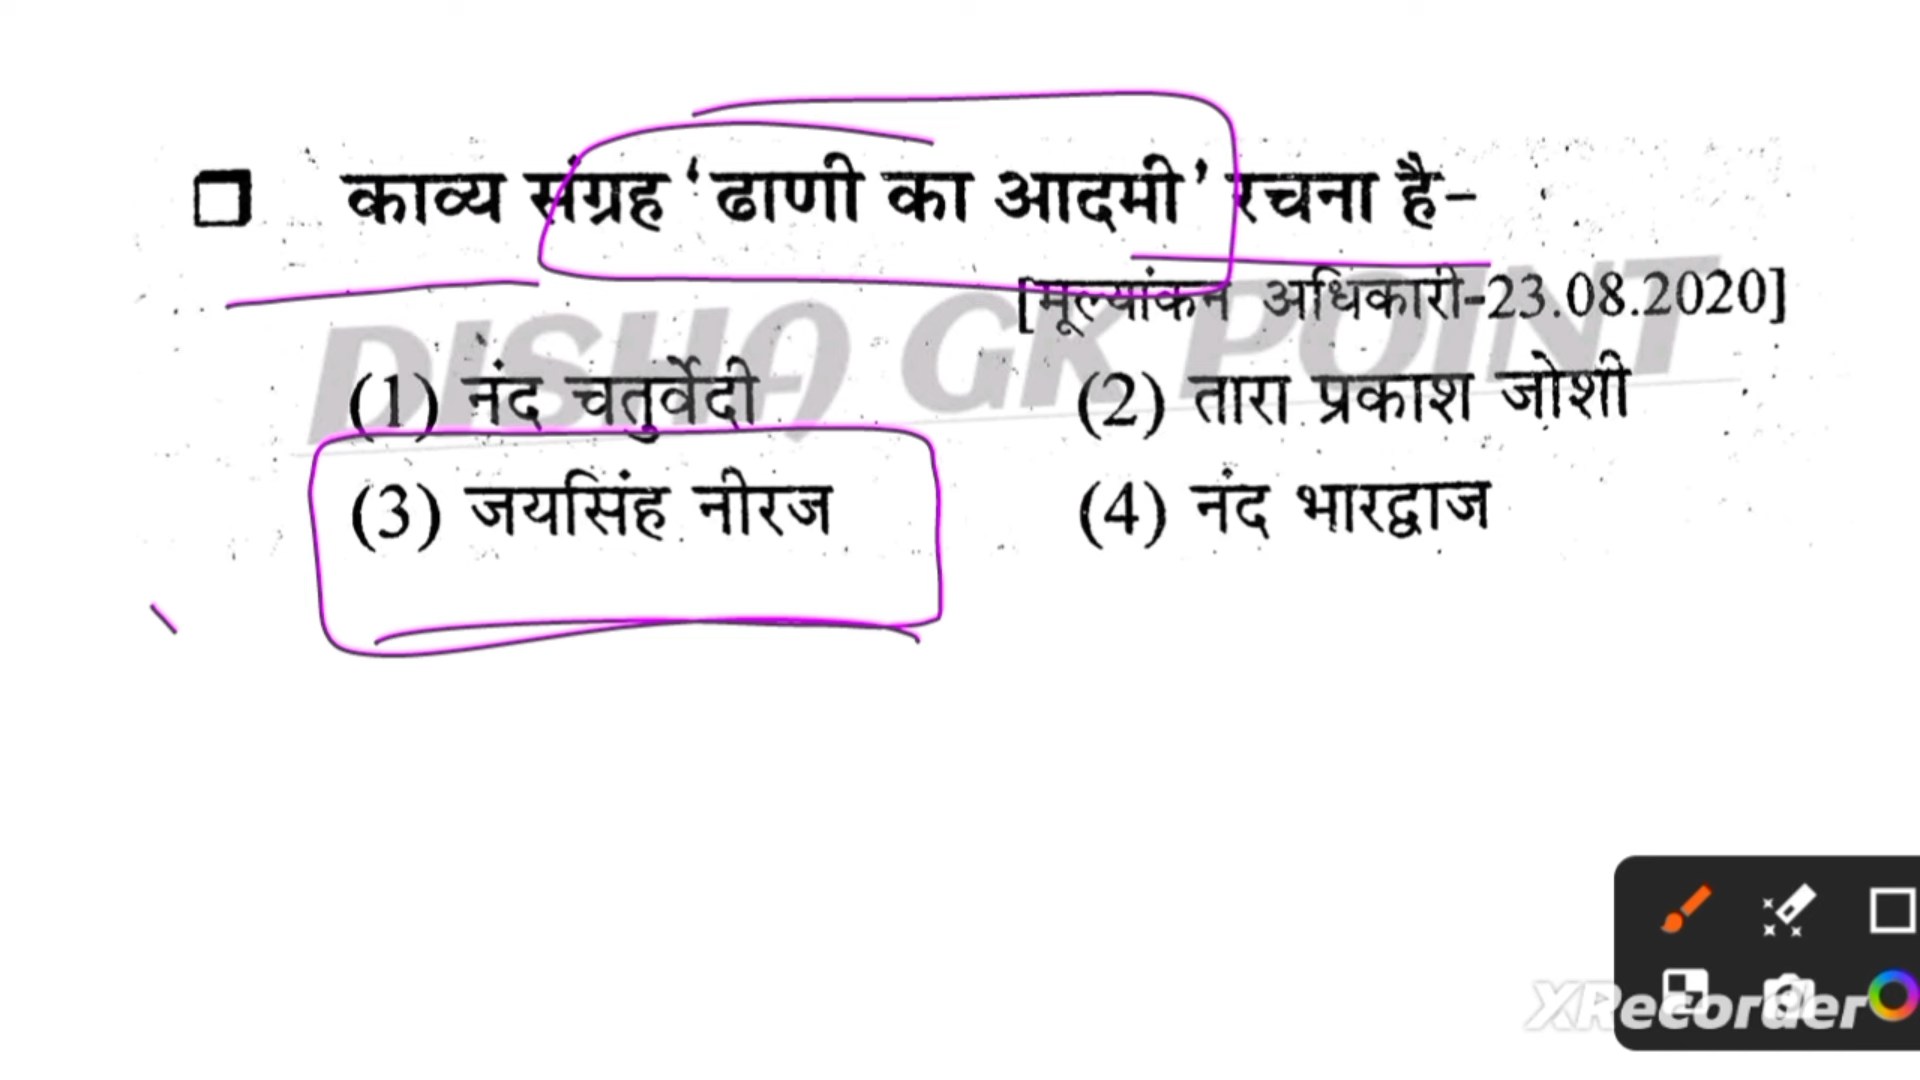 काव्य संग्रह ‘ढाणी का आदमी’ रचना है–
[मूल्यांकन अधिकारी-23.08.2020]
DISHA GK POINT
(1) नंद चतुर्वेदी (2) तारा प्रकाश जोशी
(3) जयसिंह नीरज (4) नंद भारद्वाज
XRecorder